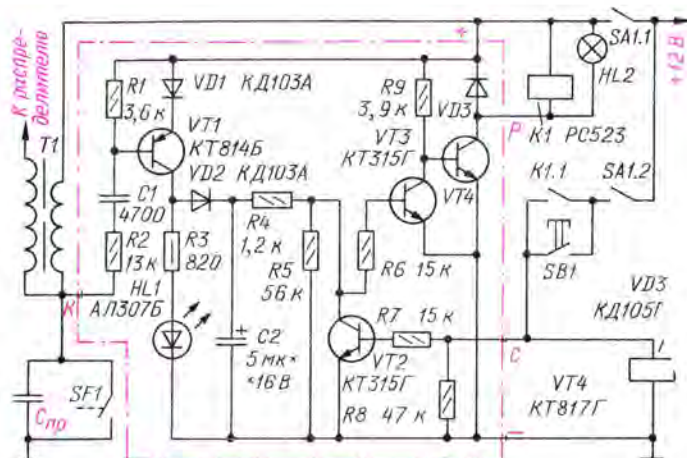 К распре-
делителю
T1
R1
3,6 к
VD1 КД103А
VT1
КТ814Б
VD2 КД103А
C1
4700
R2
13 к
R3
820
HL1
АЛ307Б
К
R4
1,2 к
R5
56 к
C2
5 мк×
×16 В
SF1
Cпр
R9
3,9 к
VD3
VT3
КТ315Г
VT4
R6 15 к
R7 15 к
VT2
КТ315Г
R8 47 к
+
Р
С
–
K1 РС523
HL2
SA1.1
+12 В
K1.1
SA1.2
SB1
VD3
КД105Г
VT4
КТ817Г